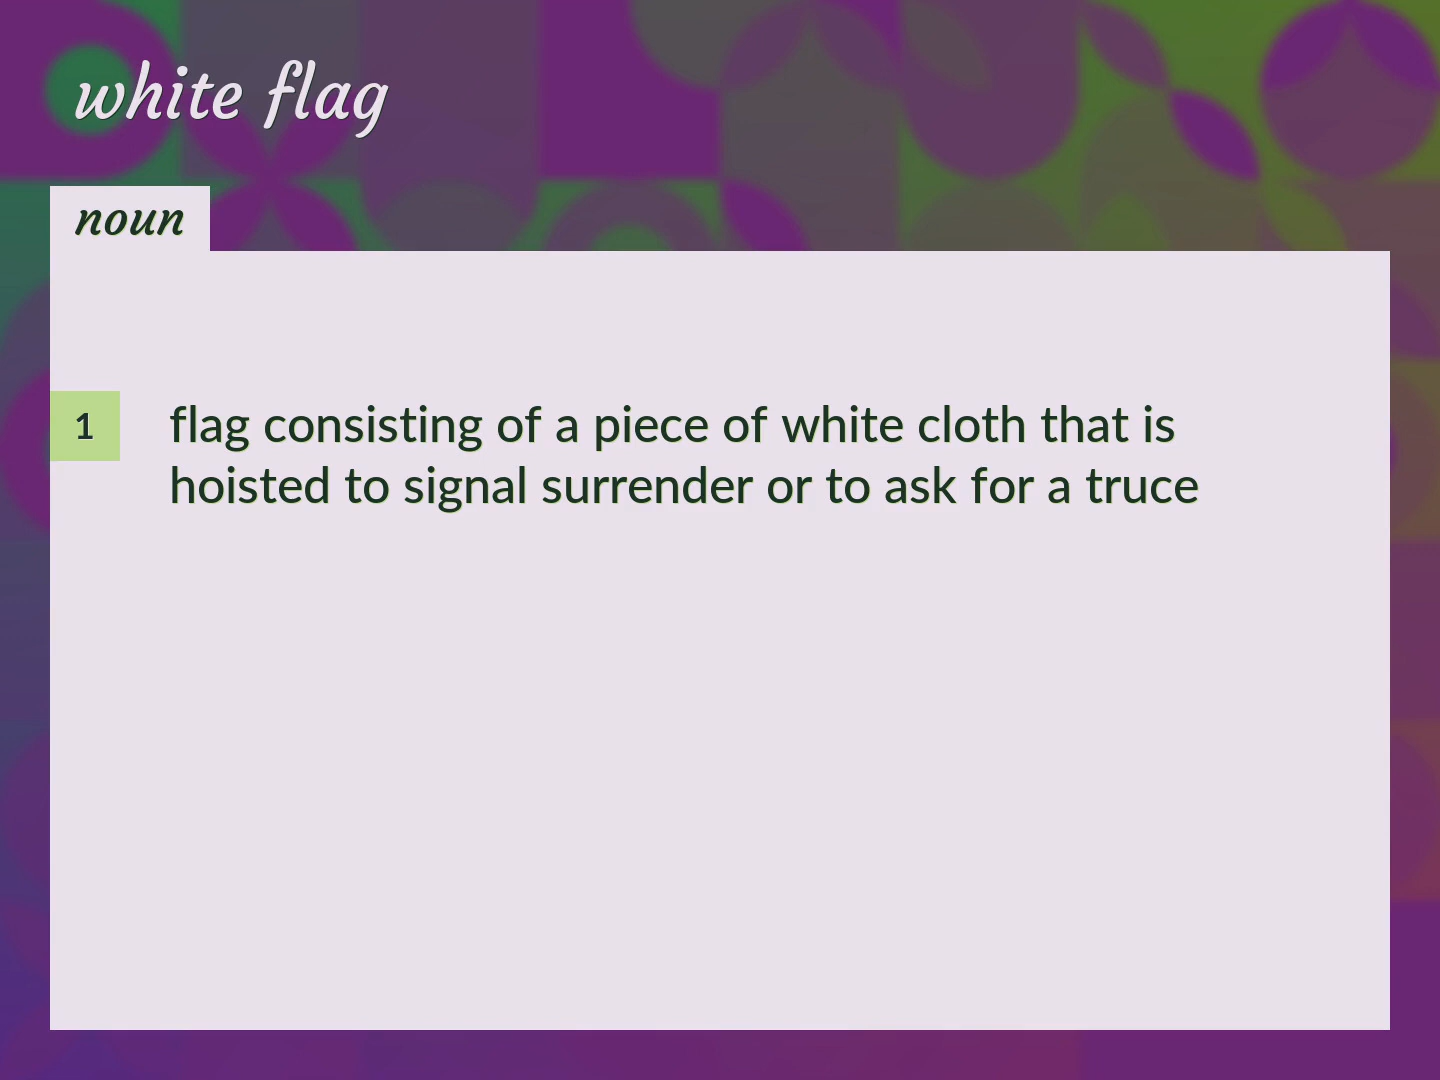 white flag
noun
1
flag consisting of a piece of white cloth that is
hoisted to signal surrender or to ask for a truce